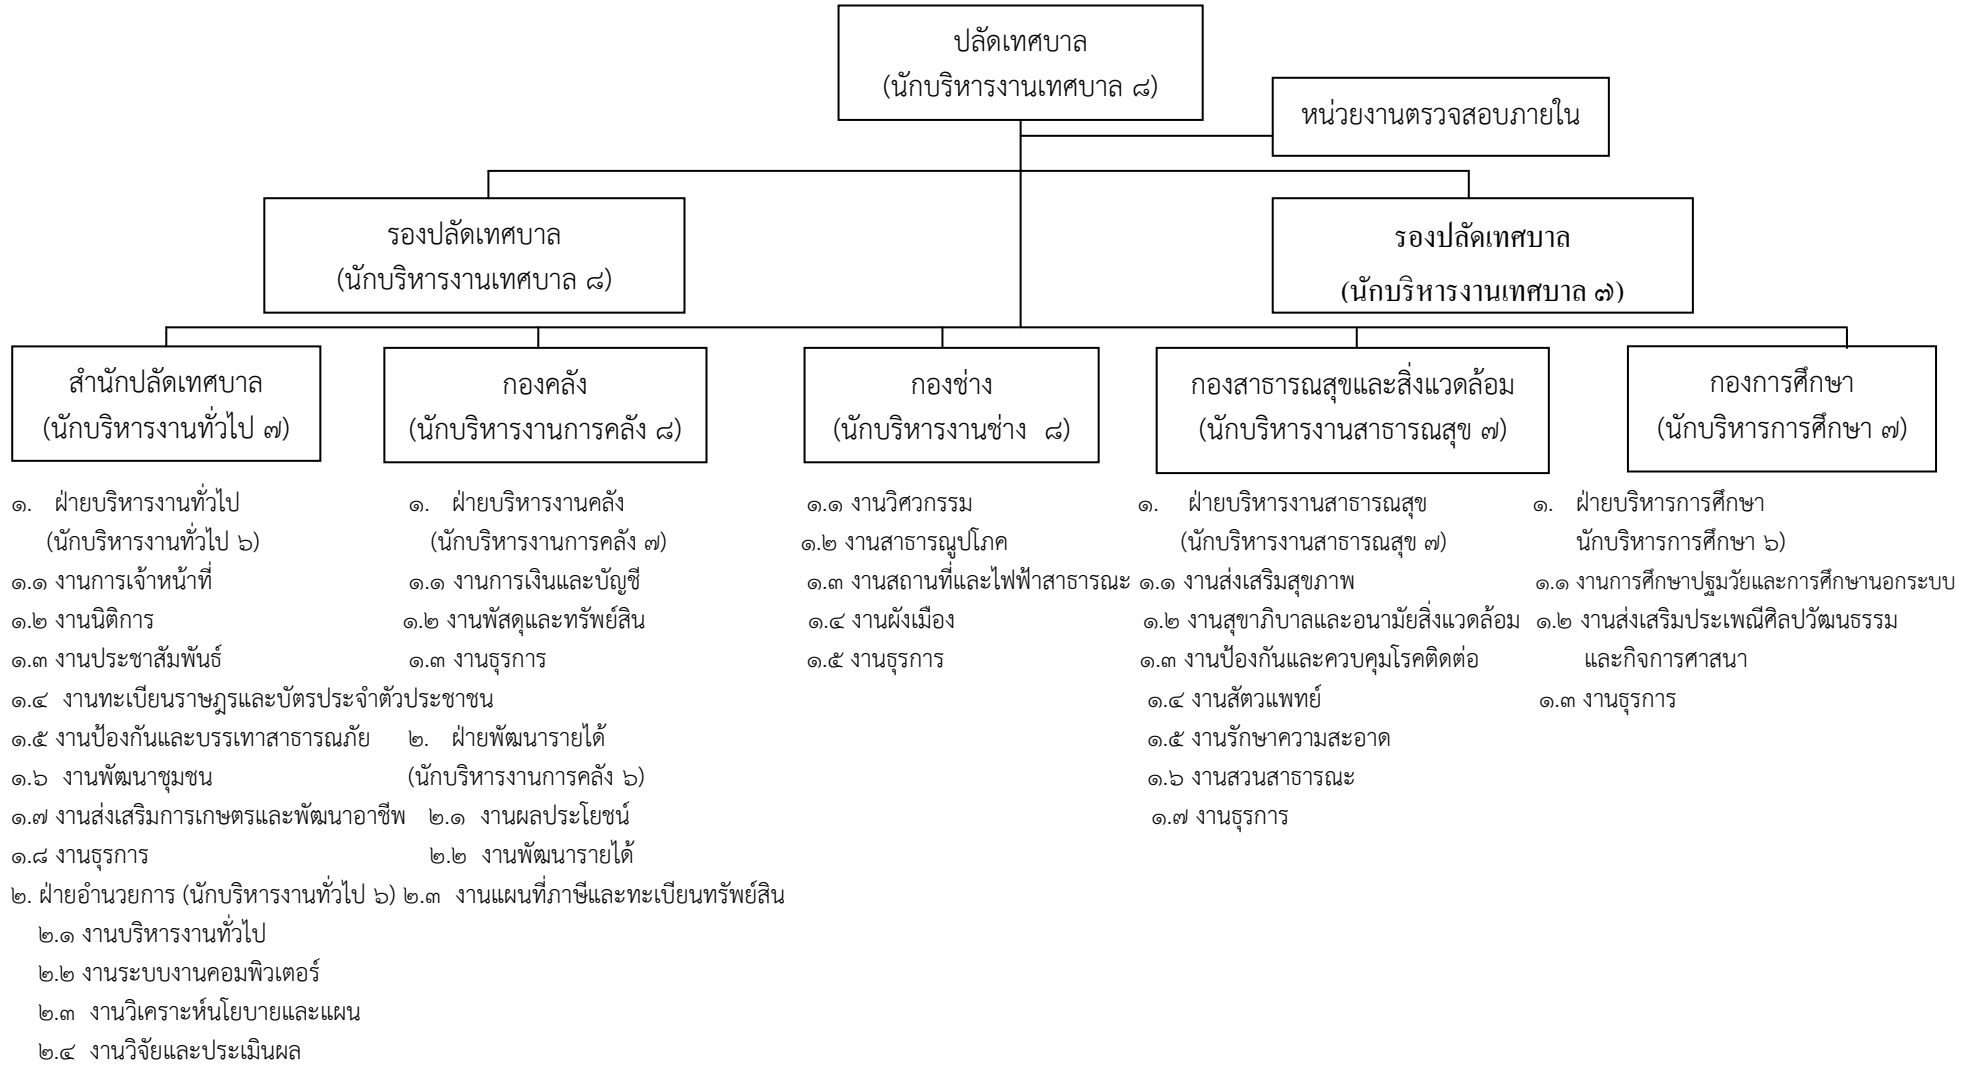 ปลัดเทศบาล
(นักบริหารงานเทศบาล ๘)
หน่วยงานตรวจสอบภายใน
รองปลัดเทศบาล
(นักบริหารงานเทศบาล ๘)
รองปลัดเทศบาล
(นักบริหารงานเทศบาล ๗)
สำนักปลัดเทศบาล
(นักบริหารงานทั่วไป ๗)
กองคลัง
(นักบริหารงานการคลัง ๘)
กองช่าง
(นักบริหารงานช่าง ๘)
กองสาธารณสุขและสิ่งแวดล้อม
(นักบริหารงานสาธารณสุข ๗)
กองการศึกษา
(นักบริหารการศึกษา ๗)
๑. ฝ่ายบริหารงานทั่วไป
(นักบริหารงานทั่วไป ๖)
๑.๑ งานการเจ้าหน้าที่
๑.๒ งานนิติการ
๑.๓ งานประชาสัมพันธ์
๑.๔ งานทะเบียนราษฎรและบัตรประจำตัวประชาชน
๑.๕ งานป้องกันและบรรเทาสาธารณภัย
๑.๖ งานพัฒนาชุมชน
๑.๗ งานส่งเสริมการเกษตรและพัฒนาอาชีพ
๑.๘ งานธุรการ
๒. ฝ่ายอำนวยการ (นักบริหารงานทั่วไป ๖)
๒.๑ งานบริหารงานทั่วไป
๒.๒ งานระบบงานคอมพิวเตอร์
๒.๓ งานวิเคราะห์นโยบายและแผน
๒.๔ งานวิจัยและประเมินผล
๑. ฝ่ายบริหารงานคลัง
(นักบริหารงานการคลัง ๗)
๑.๑ งานการเงินและบัญชี
๑.๒ งานพัสดุและทรัพย์สิน
๑.๓ งานธุรการ
๒. ฝ่ายพัฒนารายได้
(นักบริหารงานการคลัง ๖)
๒.๑ งานผลประโยชน์
๒.๒ งานพัฒนารายได้
๒.๓ งานแผนที่ภาษีและทะเบียนทรัพย์สิน
๑.๑ งานวิศวกรรม
๑.๒ งานสาธารณูปโภค
๑.๓ งานสถานที่และไฟฟ้าสาธารณะ
๑.๔ งานผังเมือง
๑.๕ งานธุรการ
๑. ฝ่ายบริหารงานสาธารณสุข
(นักบริหารงานสาธารณสุข ๗)
๑.๑ งานส่งเสริมสุขภาพ
๑.๒ งานสุขาภิบาลและอนามัยสิ่งแวดล้อม
๑.๓ งานป้องกันและควบคุมโรคติดต่อ
๑.๔ งานสัตวแพทย์
๑.๕ งานรักษาความสะอาด
๑.๖ งานสวนสาธารณะ
๑.๗ งานธุรการ
๑. ฝ่ายบริหารการศึกษา
นักบริหารการศึกษา ๖)
๑.๑ งานการศึกษาปฐมวัยและการศึกษานอกระบบ
๑.๒ งานส่งเสริมประเพณีศิลปวัฒนธรรม
และกิจการศาสนา
๑.๓ งานธุรการ